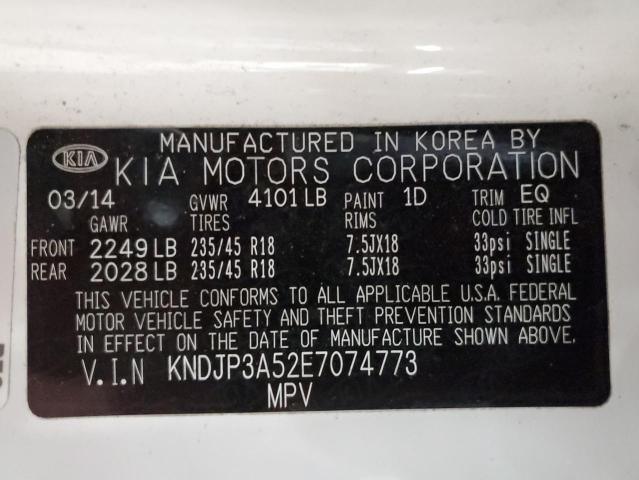 MANUFACTURED IN KOREA BY
KIA KIA MOTORS CORPORATION
03/14 GVWR 4101 LB PAINT 1D TRIM EQ
GAWR TIRES RIMS COLD TIRE INFL
FRONT 2249 LB 235/45 R18 7.5JX18 33psi SINGLE
REAR 2028 LB 235/45 R18 7.5JX18 33psi SINGLE
THIS VEHICLE CONFORMS TO ALL APPLICABLE U.S.A. FEDERAL
MOTOR VEHICLE SAFETY AND THEFT PREVENTION STANDARDS
IN EFFECT ON THE DATE OF MANUFACTURE SHOWN ABOVE.
V.I.N KNDJP3A52E7074773
MPV